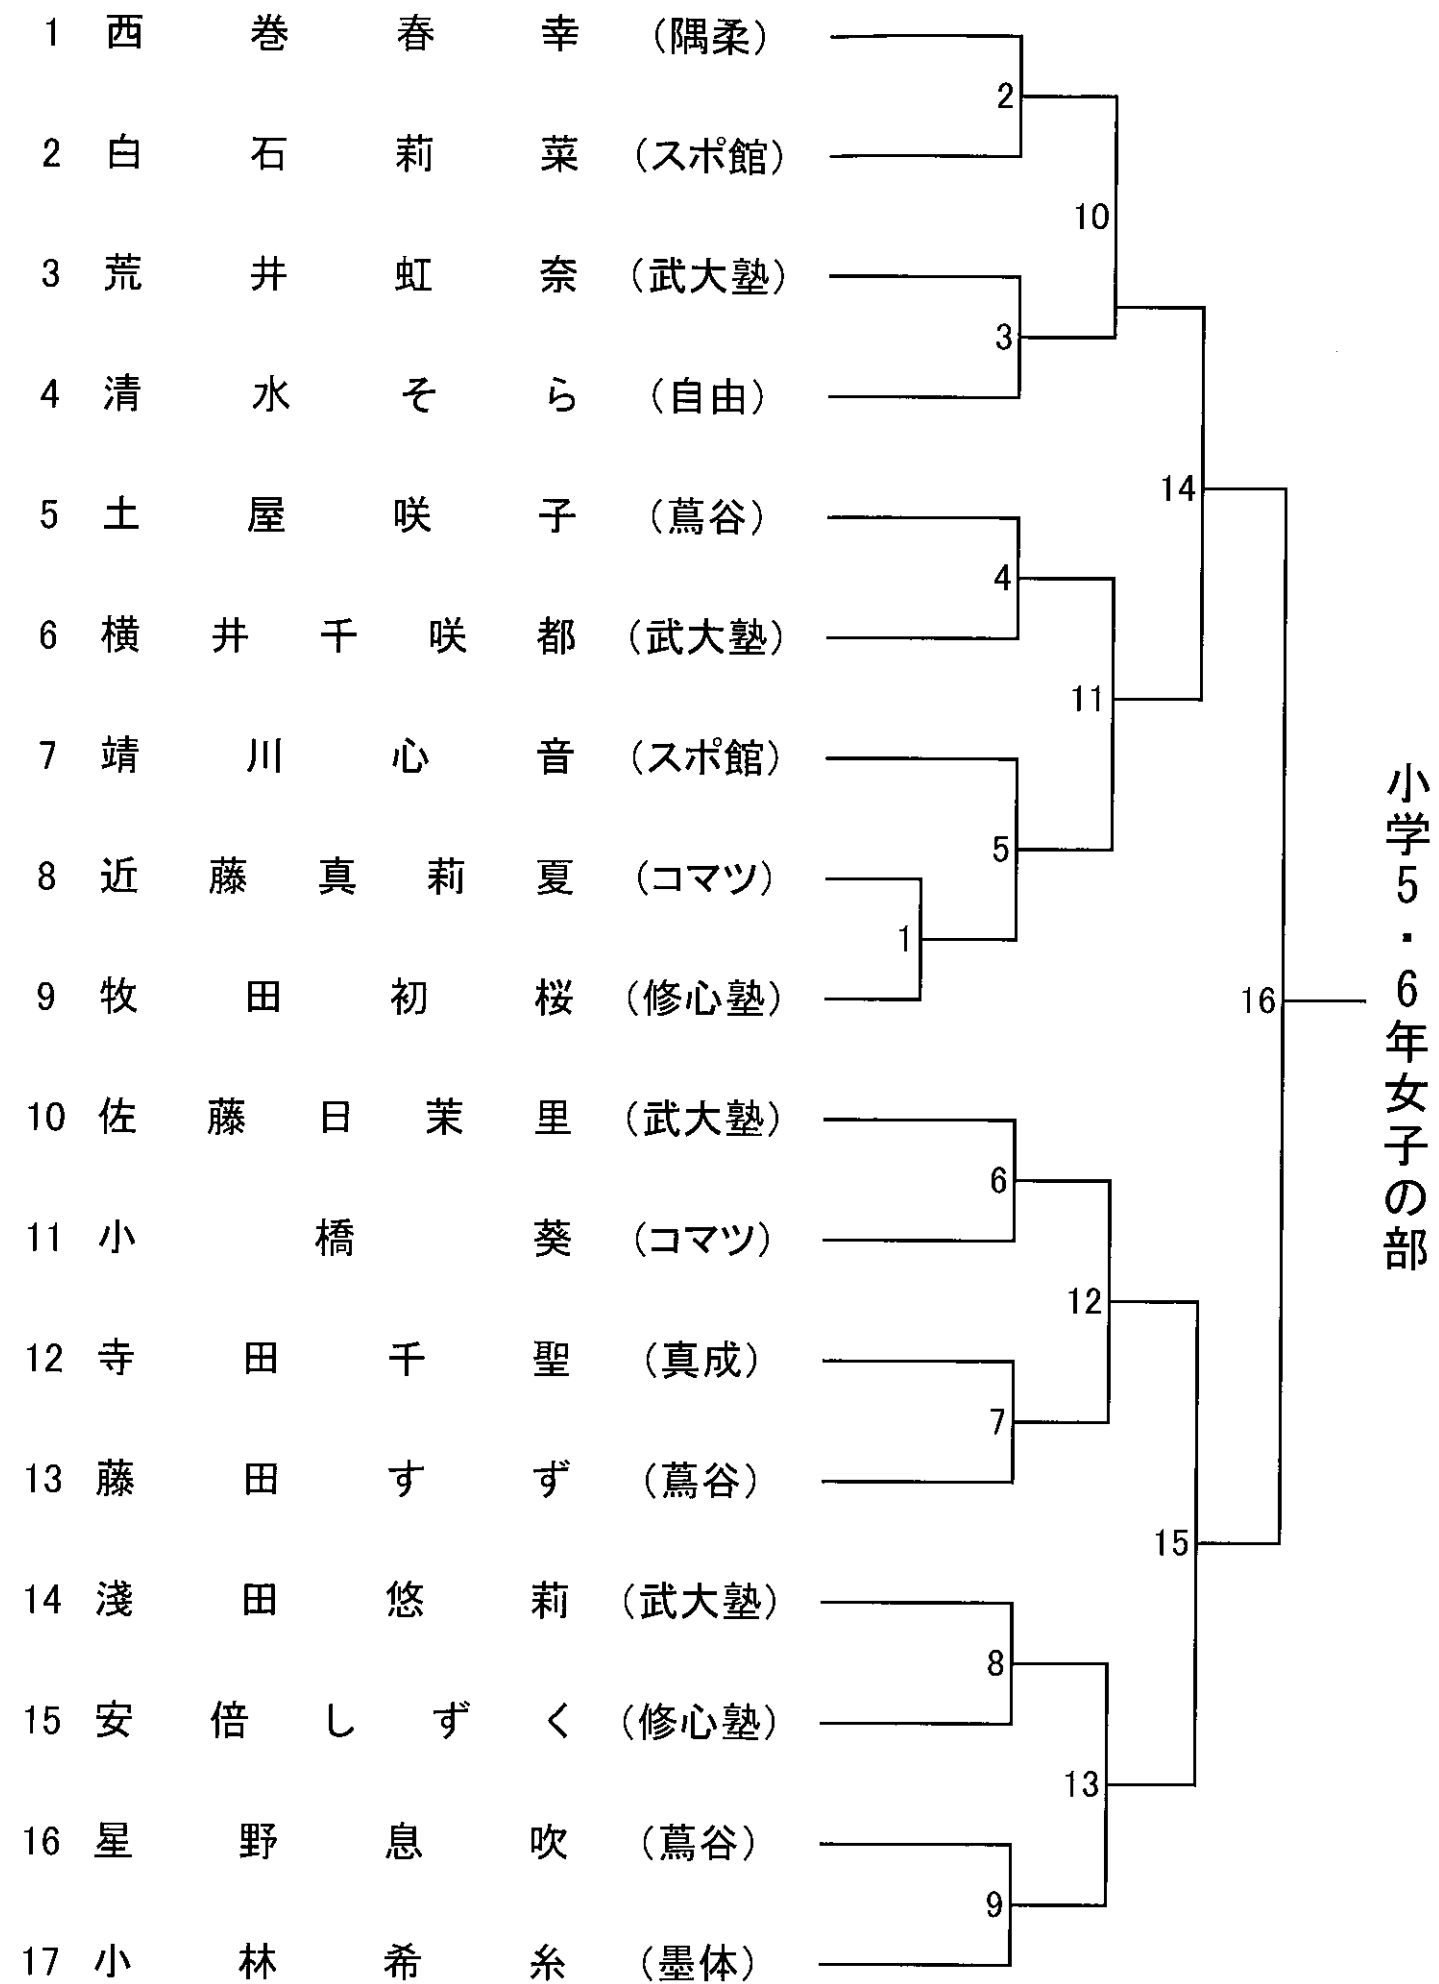 1 西巻春幸 (隅柔)
2 白石莉菜 (スポ館)
3 荒井虹奈 (武大塾)
4 清水そら (自由)
5 土屋咲子 (蔦谷)
6 横井千咲都 (武大塾)
7 靖川心音 (スポ館)
8 近藤真莉夏 (コマツ)
9 牧田初桜 (修心塾)
10 佐藤日茉里 (武大塾)
11 小橋葵 (コマツ)
12 寺田千聖 (真成)
13 藤田すず (蔦谷)
14 淺田悠莉 (武大塾)
15 安倍しずく (修心塾)
16 星野息吹 (蔦谷)
17 小林希糸 (墨体)
2
3
4
5
1
6
7
8
9
10
11
12
13
14
15
16
小学5・6年女子の部